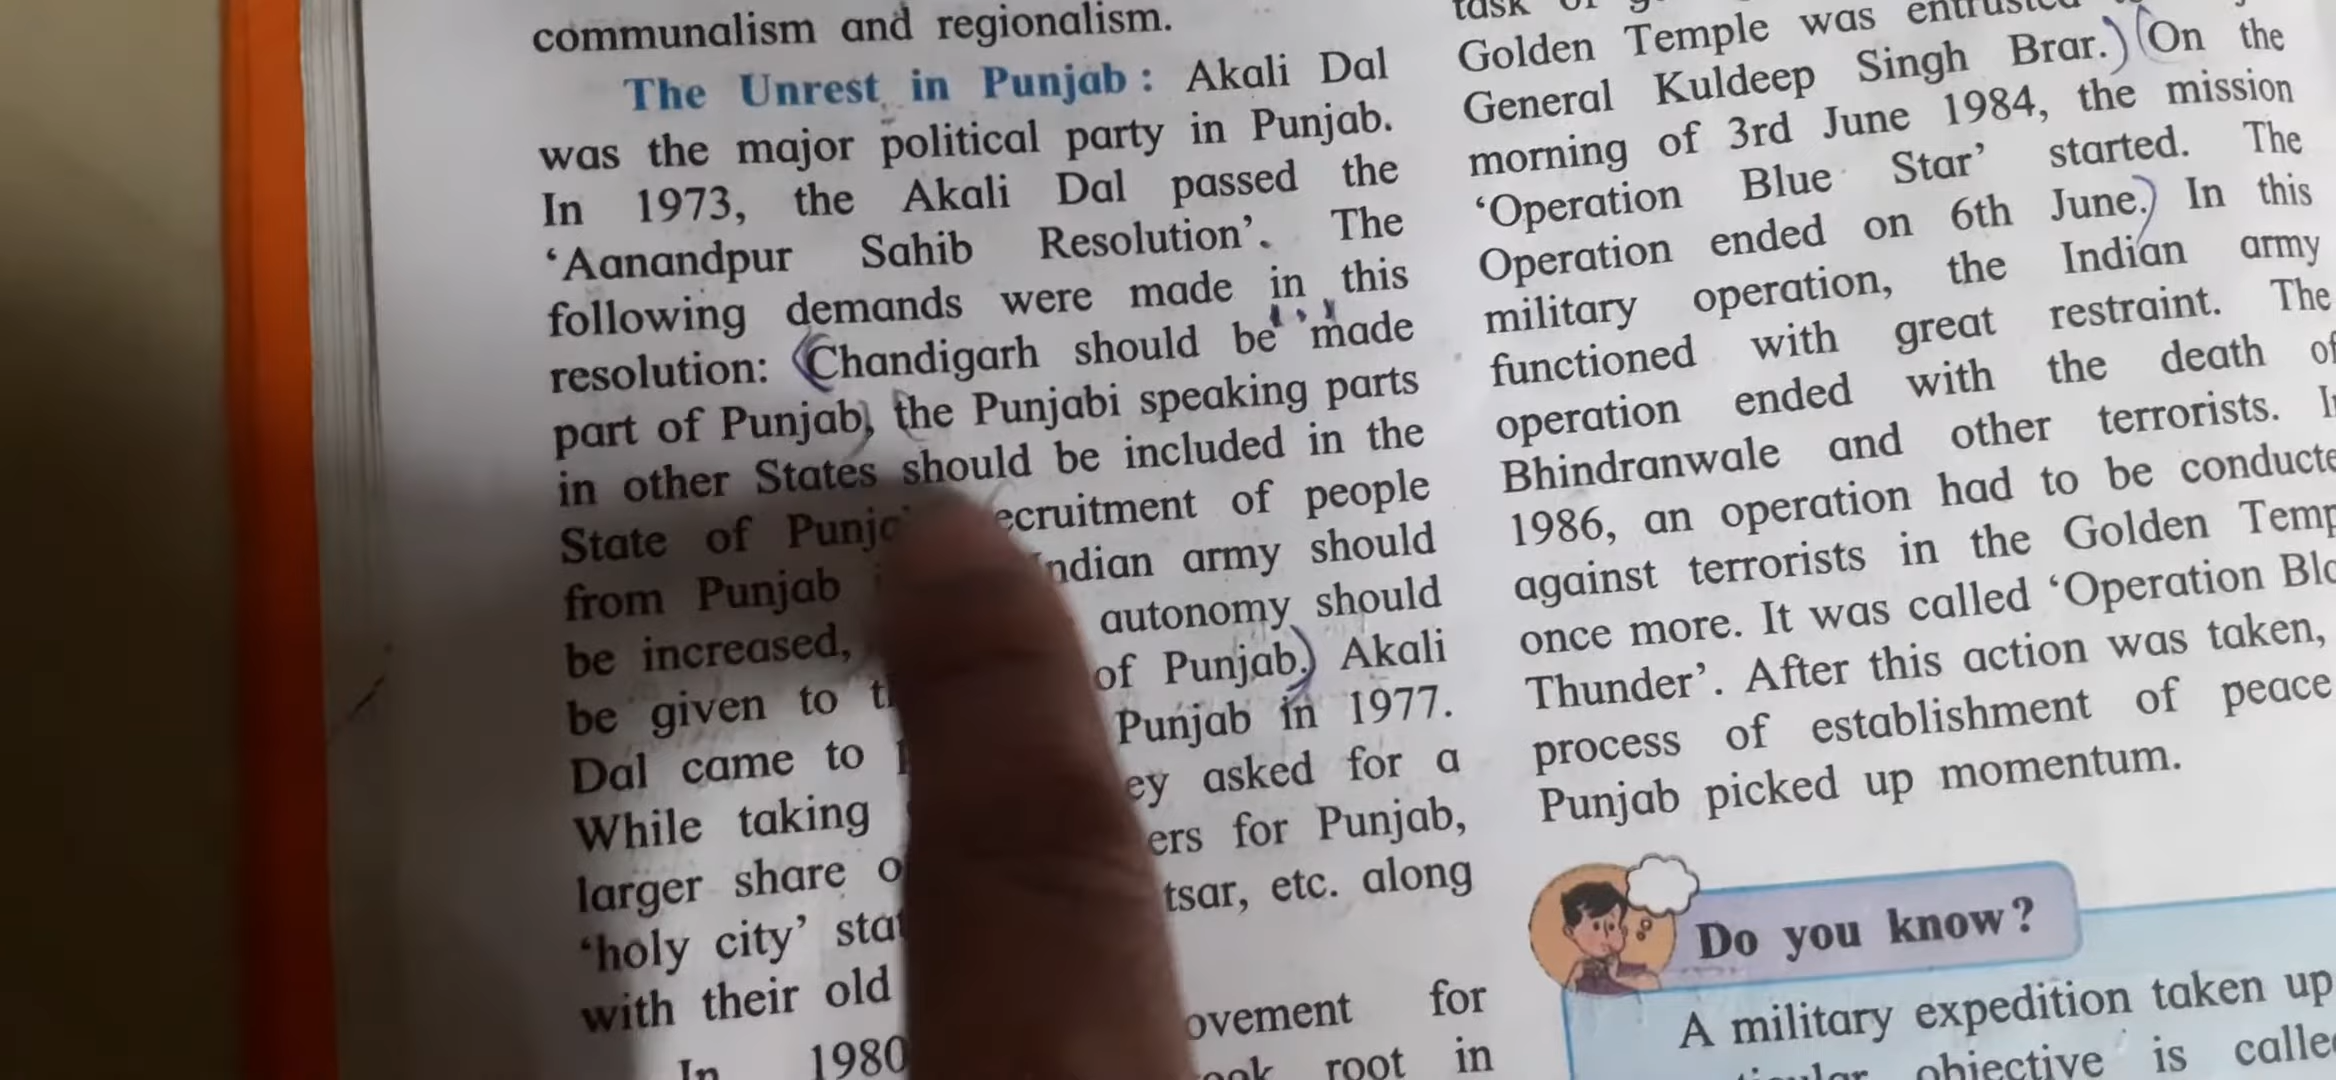 communalism and regionalism.
The Unrest in Punjab : Akali Dal
was the major political party in Punjab.
In 1973, the Akali Dal passed the
‘Aanandpur Sahib Resolution’. The
following demands were made in this
resolution: Chandigarh should be made
part of Punjab, the Punjabi speaking parts
in other States should be included in the
State of of people
from Punjab army should
be increased, autonomy should
be given to of Punjab. Akali
Dal came to Punjab in 1977.
While taking asked for a
larger share for Punjab,
‘holy city’ etc. along
with their old
In 1980 for
root in
Golden Temple was
General Kuldeep Singh Brar. On the
morning of 3rd June 1984, the mission
‘Operation Blue Star’ started. The
Operation ended on 6th June. In this
military operation, the Indian army
functioned with great restraint. The
operation ended with the death
Bhindranwale and other terrorists.
1986, an operation had to be
against terrorists in the Golden
once more. It was called ‘Operation
Thunder’. After this action was taken,
process of establishment of peace
Punjab picked up momentum.
Do you know?
A military expedition taken up
objective is